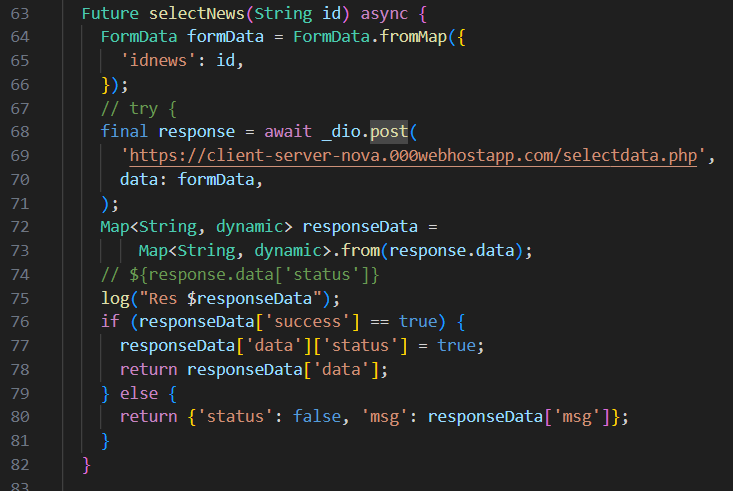 63 Future selectNews(String id) async {
64 FormData formData = FormData.fromMap({
65 'idnews': id,
66 });
67 // try {
68 final response = await _dio.post(
69 'https://client-server-nova.000webhostapp.com/selectdata.php',
70 data: formData,
71 );
72 Map<String, dynamic> responseData =
73 Map<String, dynamic>.from(response.data);
74 // ${response.data['status']}
75 log("Res $responseData");
76 if (responseData['success'] == true) {
77 responseData['data']['status'] = true;
78 return responseData['data'];
79 } else {
80 return {'status': false, 'msg': responseData['msg']};
81 }
82 }
83